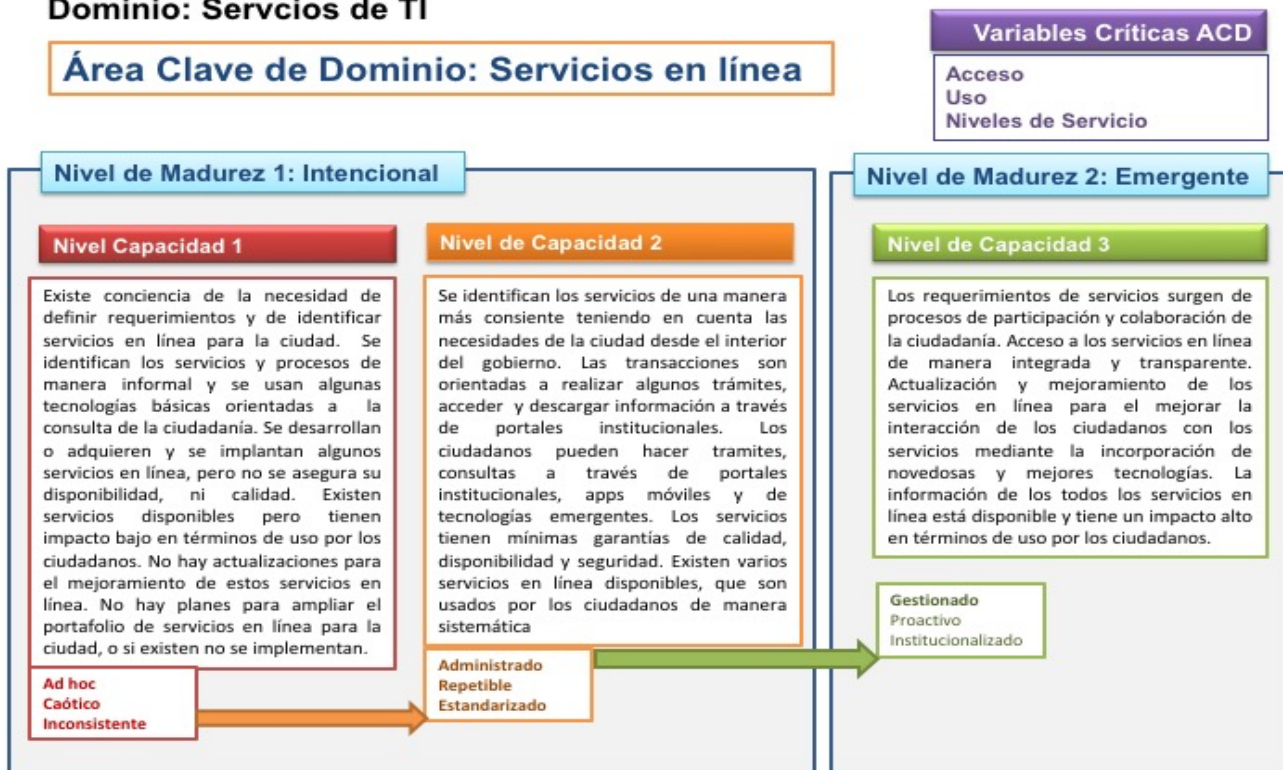 Dominio: Servcios de TI
Área Clave de Dominio: Servicios en línea
Variables Críticas ACD
Acceso
Uso
Niveles de Servicio
Nivel de Madurez 1: Intencional
Nivel Capacidad 1
Existe conciencia de la necesidad de
definir requerimientos y de identificar
servicios en línea para la ciudad. Se
identifican los servicios y procesos de
manera informal y se usan algunas
tecnologías básicas orientadas a la
consulta de la ciudadanía. Se desarrollan
o adquieren y se implantan algunos
servicios en línea, pero no se asegura su
disponibilidad, ni calidad. Existen
servicios disponibles pero tienen
impacto bajo en términos de uso por los
ciudadanos. No hay actualizaciones para
el mejoramiento de estos servicios en
línea. No hay planes para ampliar el
portafolio de servicios en línea para la
ciudad, o si existen no se implementan.
Ad hoc
Caótico
Inconsistente
Nivel de Capacidad 2
Se identifican los servicios de una manera
más consiente teniendo en cuenta las
necesidades de la ciudad desde el interior
del gobierno. Las transacciones son
orientadas a realizar algunos trámites,
acceder y descargar información a través
de portales institucionales. Los
ciudadanos pueden hacer tramites,
consultas a través de portales
institucionales, apps móviles y de
tecnologías emergentes. Los servicios
tienen mínimas garantías de calidad,
disponibilidad y seguridad. Existen varios
servicios en línea disponibles, que son
usados por los ciudadanos de manera
sistemática
Administrado
Repetible
Estandarizado
Nivel de Madurez 2: Emergente
Nivel de Capacidad 3
Los requerimientos de servicios surgen de
procesos de participación y colaboración de
la ciudadanía. Acceso a los servicios en línea
de manera integrada y transparente.
Actualización y mejoramiento de los
servicios en línea para el mejorar la
interacción de los ciudadanos con los
servicios mediante la incorporación de
novedosas y mejores tecnologías. La
información de los todos los servicios en
línea está disponible y tiene un impacto alto
en términos de uso por los ciudadanos.
Gestionado
Proactivo
Institucionalizado